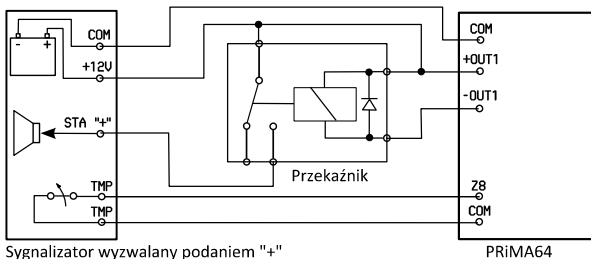 - +
COM
+12V
STA "+"
TMP
TMP
Przekaźnik
COM
+OUT1
-OUT1
Z8
COM
Sygnalizator wyzwalany podaniem "+"
PRiMA64